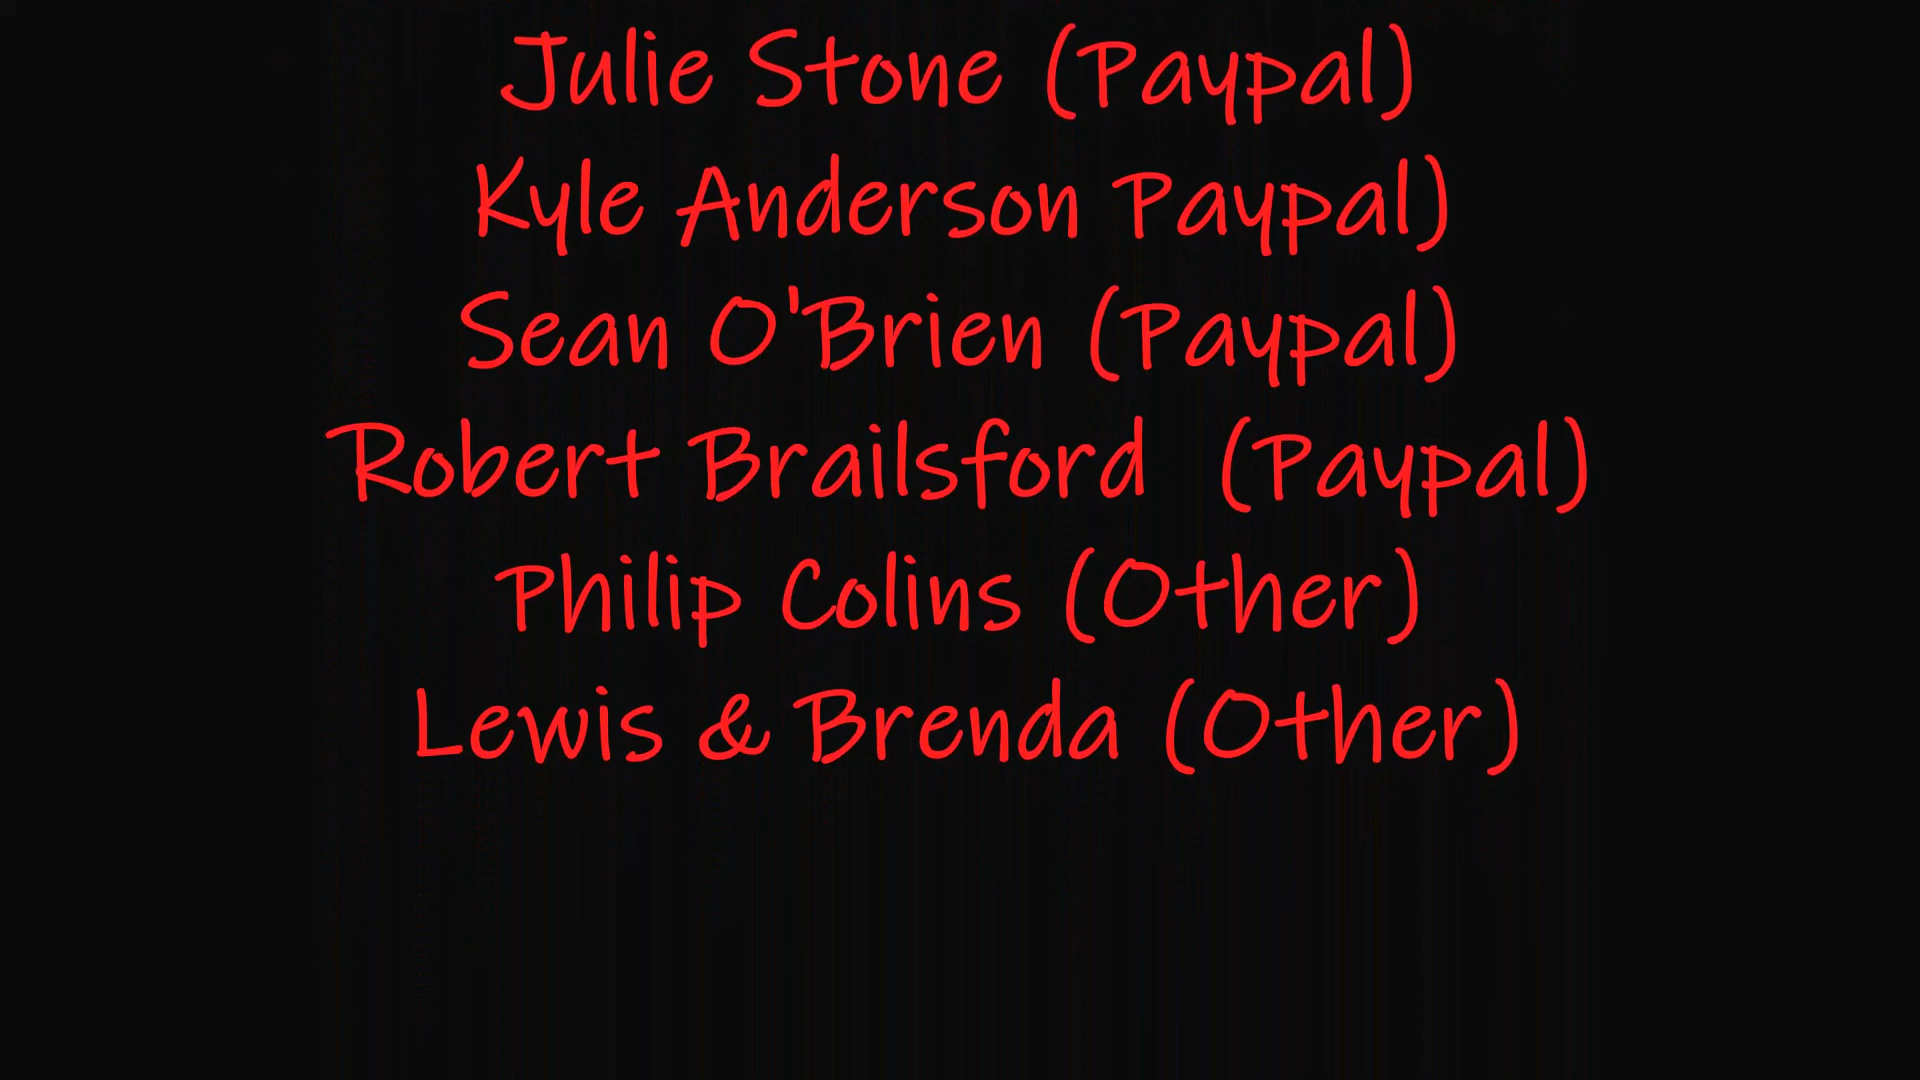 Julie Stone (Paypal)
Kyle Anderson Paypal)
Sean O'Brien (Paypal)
Robert Brailsford  (Paypal)
Philip Colins (Other)
Lewis & Brenda (Other)